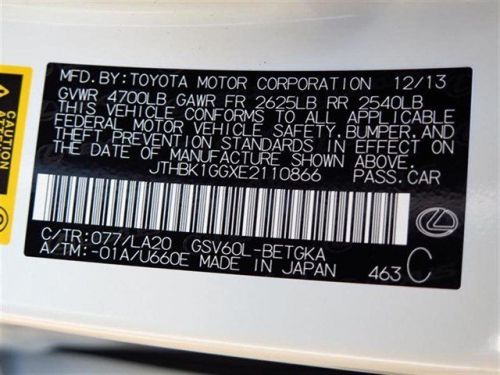 MFD. BY: TOYOTA MOTOR CORPORATION 12/13
GVWR 4700LB GAWR FR 2625LB RR 2540LB
THIS VEHICLE CONFORMS TO ALL APPLICABLE
FEDERAL MOTOR VEHICLE SAFETY, BUMPER, AND
THEFT PREVENTION STANDARDS IN EFFECT ON
THE DATE OF MANUFACTURE SHOWN ABOVE.
JTHBK1GGXE2110866 PASS.CAR
C/TR: 077/LA20 GSV60L-BETGKA
A/TM: -01A/U660E MADE IN JAPAN 463 C
CAUTION